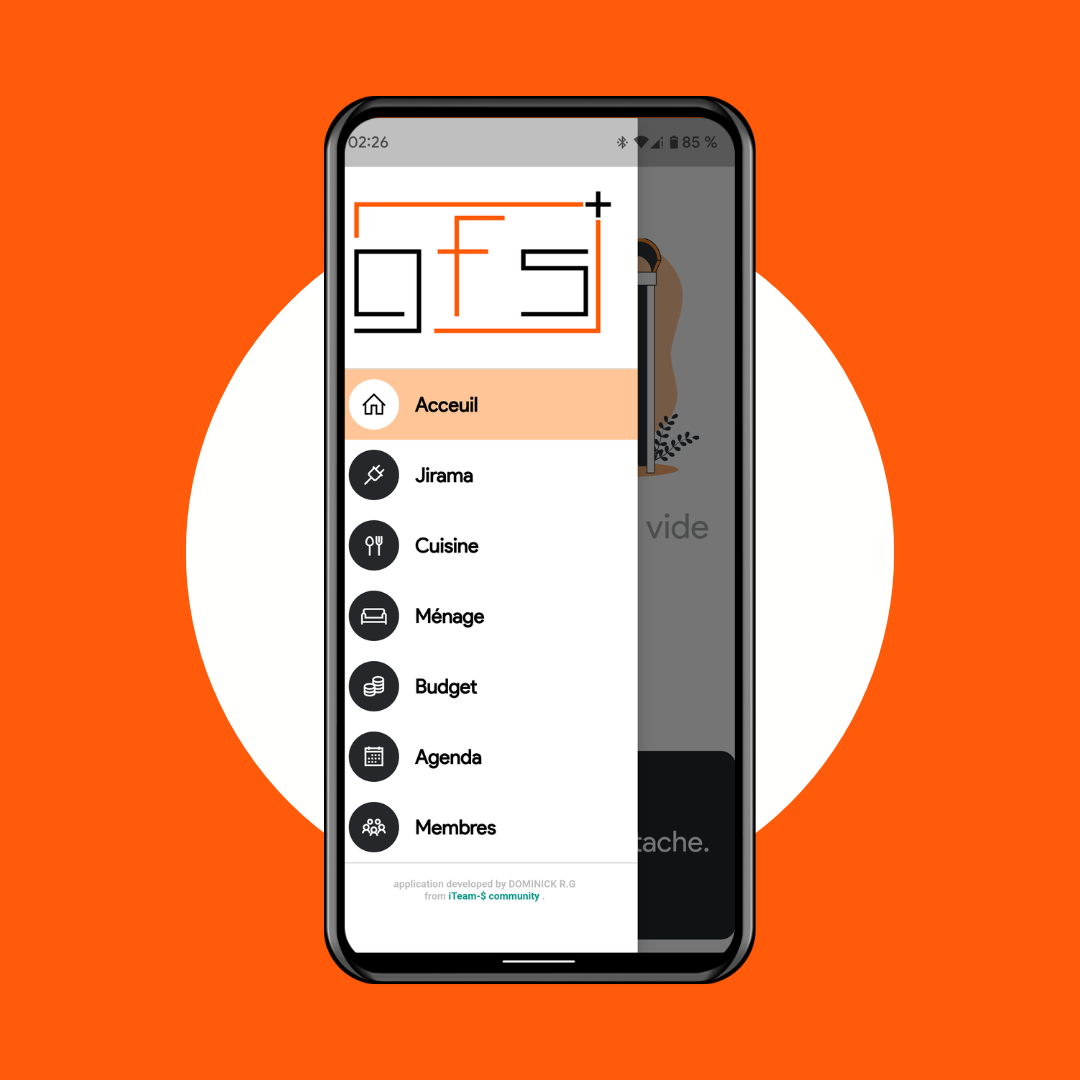 02:26
85 %
gfs+
Acceuil
Jirama
vide
Cuisine
Ménage
Budget
Agenda
Membres
tache.
application developed by DOMINICK R.G
from iTeam-$ community .